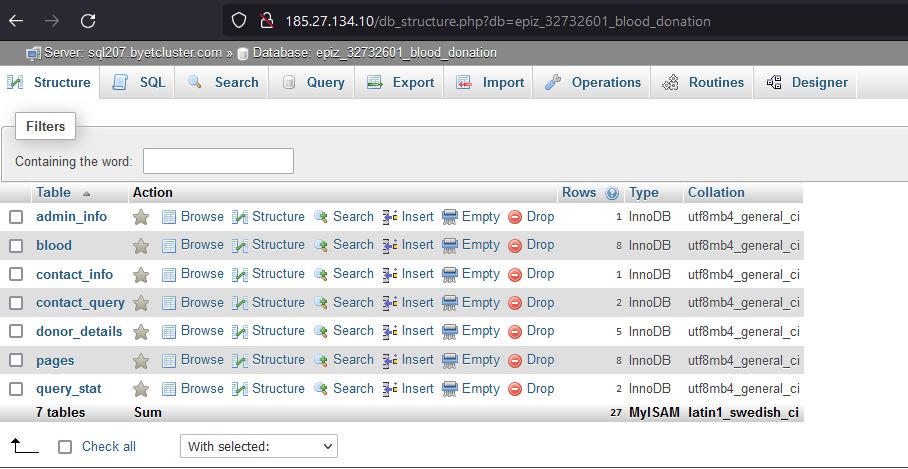 185.27.134.10/db_structure.php?db=epiz_32732601_blood_donation
Server: sql207.byetcluster.com » Database: epiz_32732601_blood_donation
Structure SQL Search Query Export Import Operations Routines Designer
Filters
Containing the word:
Table Action Rows Type Collation
admin_info Browse Structure Search Insert Empty Drop 1 InnoDB utf8mb4_general_ci
blood Browse Structure Search Insert Empty Drop 8 InnoDB utf8mb4_general_ci
contact_info Browse Structure Search Insert Empty Drop 1 InnoDB utf8mb4_general_ci
contact_query Browse Structure Search Insert Empty Drop 2 InnoDB utf8mb4_general_ci
donor_details Browse Structure Search Insert Empty Drop 5 InnoDB utf8mb4_general_ci
pages Browse Structure Search Insert Empty Drop 8 InnoDB utf8mb4_general_ci
query_stat Browse Structure Search Insert Empty Drop 2 InnoDB utf8mb4_general_ci
7 tables Sum 27 MyISAM latin1_swedish_ci
Check all With selected: